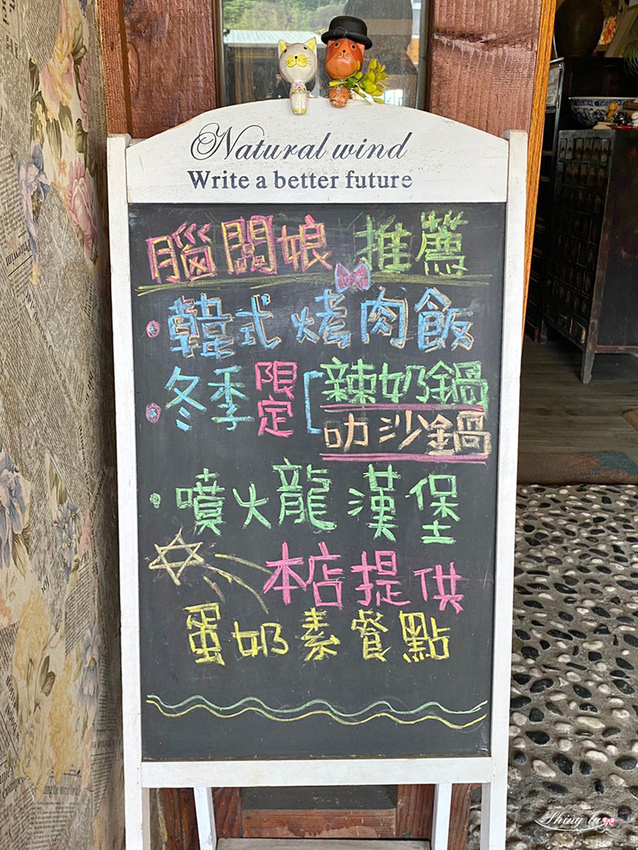 Natural wind
Write a better future
腦闆娘 推薦
韓式烤肉飯
冬季限定[辣奶鍋
叻沙鍋
噴火龍漢堡
本店提供
蛋奶素餐點